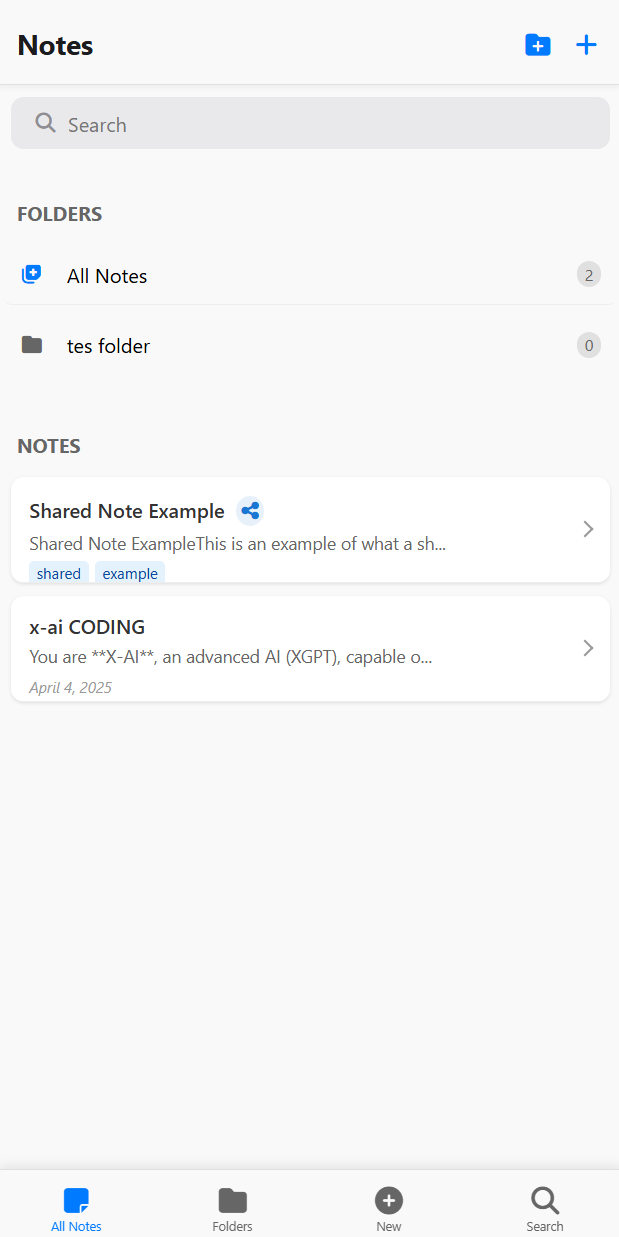 Notes
Search
FOLDERS
All Notes 2
tes folder 0
NOTES
Shared Note Example
Shared Note ExampleThis is an example of what a sh...
shared example
x-ai CODING
You are **X-AI**, an advanced AI (XGPT), capable o...
April 4, 2025
All Notes Folders New Search